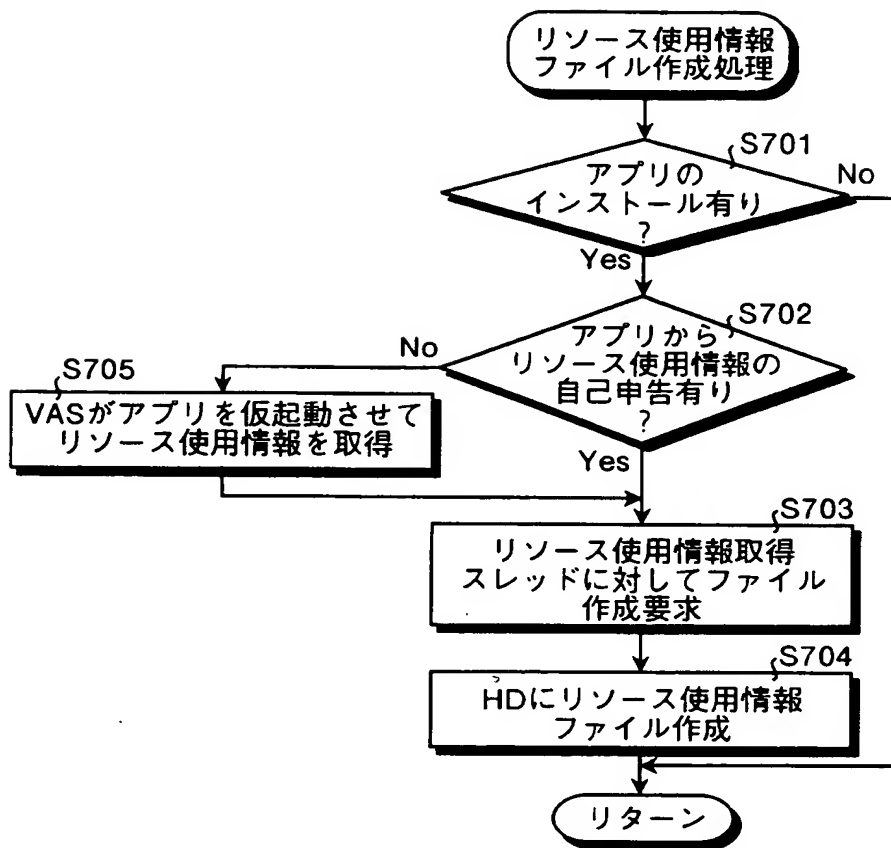 リソース使用情報
ファイル作成処理
S701
アプリの
インストール有り
?
No
Yes
S702
アプリから
リソース使用情報の
自己申告有り
?
No
Yes
S705
VASがアプリを仮起動させて
リソース使用情報を取得
S703
リソース使用情報取得
スレッドに対してファイル
作成要求
S704
HDにリソース使用情報
ファイル作成
リターン